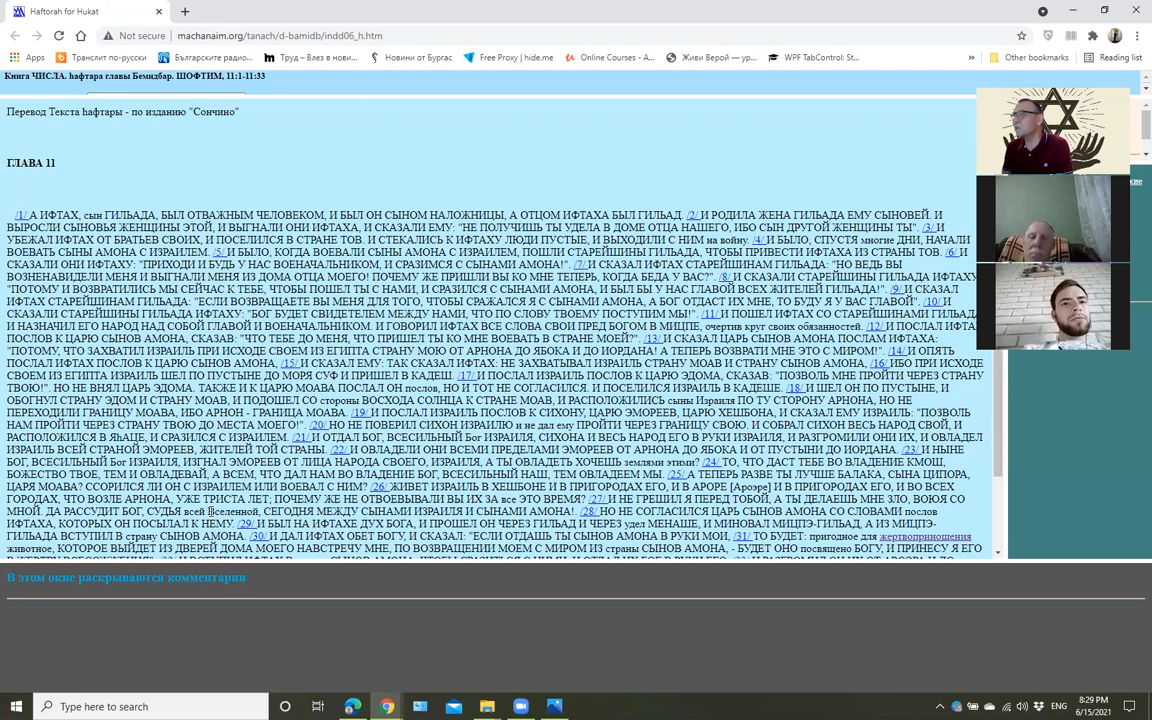 Haftorah for Hukat
Not secure | machanaim.org/tanach/d-bamidb/indd06_h.htm
Apps Транслит по-русски Български радио... Труд – Влез в нови... Новини от Бургас Free Proxy | hide.me Online Courses - A... Живи Верой — ур... WPF TabControl: St... » Other bookmarks Reading list
Книга ЧИСЛА. hафтара главы Бемидбар. ШОФТИМ, 11:1-11:33
Перевод Текста hафтары - по изданию "Сончино"
ГЛАВА 11
/1/ А ИФТАХ, сын ГИЛЬАДА, БЫЛ ОТВАЖНЫМ ЧЕЛОВЕКОМ, И БЫЛ ОН СЫНОМ НАЛОЖНИЦЫ, А ОТЦОМ ИФТАХА БЫЛ ГИЛЬАД. /2/ И РОДИЛА ЖЕНА ГИЛЬАДА ЕМУ СЫНОВЕЙ. И
ВЫРОСЛИ СЫНОВЬЯ ЖЕНЩИНЫ ЭТОЙ, И ВЫГНАЛИ ОНИ ИФТАХА, И СКАЗАЛИ ЕМУ: "НЕ ПОЛУЧИШЬ ТЫ УДЕЛА В ДОМЕ ОТЦА НАШЕГО, ИБО СЫН ДРУГОЙ ЖЕНЩИНЫ ТЫ". /3/ И
УБЕЖАЛ ИФТАХ ОТ БРАТЬЕВ СВОИХ, И ПОСЕЛИЛСЯ В СТРАНЕ ТОВ. И СТЕКАЛИСЬ К ИФТАХУ ЛЮДИ ПУСТЫЕ, И ВЫХОДИЛИ С НИМ на войну. /4/ И БЫЛО, СПУСТЯ многие ДНИ, НАЧАЛИ
ВОЕВАТЬ СЫНЫ АМОНА С ИЗРАИЛЕМ. /5/ И БЫЛО, КОГДА ВОЕВАЛИ СЫНЫ АМОНА С ИЗРАИЛЕМ, ПОШЛИ СТАРЕЙШИНЫ ГИЛЬАДА, ЧТОБЫ ПРИВЕСТИ ИФТАХА ИЗ СТРАНЫ ТОВ. /6/ И
СКАЗАЛИ ОНИ ИФТАХУ: "ПРИХОДИ И БУДЬ У НАС ВОЕНАЧАЛЬНИКОМ, И СРАЗИМСЯ С СЫНАМИ АМОНА!". /7/ И СКАЗАЛ ИФТАХ СТАРЕЙШИНАМ ГИЛЬАДА: "НО ВЕДЬ ВЫ
ВОЗНЕНАВИДЕЛИ МЕНЯ И ВЫГНАЛИ МЕНЯ ИЗ ДОМА ОТЦА МОЕГО! ПОЧЕМУ ЖЕ ПРИШЛИ ВЫ КО МНЕ ТЕПЕРЬ, КОГДА БЕДА У ВАС?". /8/ И СКАЗАЛИ СТАРЕЙШИНЫ ГИЛЬАДА ИФТАХУ
"ПОТОМУ И ВОЗВРАТИЛИСЬ МЫ СЕЙЧАС К ТЕБЕ, ЧТОБЫ ПОШЕЛ ТЫ С НАМИ, И СРАЗИЛСЯ С СЫНАМИ АМОНА, И БЫЛ БЫ У НАС ГЛАВОЙ ВСЕХ ЖИТЕЛЕЙ ГИЛЬАДА!". /9/ И СКАЗАЛ
ИФТАХ СТАРЕЙШИНАМ ГИЛЬАДА: "ЕСЛИ ВОЗВРАЩАЕТЕ ВЫ МЕНЯ ДЛЯ ТОГО, ЧТОБЫ СРАЖАЛСЯ Я С СЫНАМИ АМОНА, А БОГ ОТДАСТ ИХ МНЕ, ТО БУДУ Я У ВАС ГЛАВОЙ". /10/ И
СКАЗАЛИ СТАРЕЙШИНЫ ГИЛЬАДА ИФТАХУ: "БОГ БУДЕТ СВИДЕТЕЛЕМ МЕЖДУ НАМИ, ЧТО ПО СЛОВУ ТВОЕМУ ПОСТУПИМ МЫ!". /11/ И ПОШЕЛ ИФТАХ СО СТАРЕЙШИНАМИ ГИЛЬАДА,
И НАЗНАЧИЛ ЕГО НАРОД НАД СОБОЙ ГЛАВОЙ И ВОЕНАЧАЛЬНИКОМ. И ГОВОРИЛ ИФТАХ ВСЕ СЛОВА СВОИ ПРЕД БОГОМ В МИЦПЕ, очертив круг своих обязанностей. /12/ И ПОСЛАЛ ИФТАХ
ПОСЛОВ К ЦАРЮ СЫНОВ АМОНА, СКАЗАВ: "ЧТО ТЕБЕ ДО МЕНЯ, ЧТО ПРИШЕЛ ТЫ КО МНЕ ВОЕВАТЬ В СТРАНЕ МОЕЙ?". /13/ И СКАЗАЛ ЦАРЬ СЫНОВ АМОНА ПОСЛАМ ИФТАХА:
"ПОТОМУ, ЧТО ЗАХВАТИЛ ИЗРАИЛЬ ПРИ ИСХОДЕ СВОЕМ ИЗ ЕГИПТА СТРАНУ МОЮ ОТ АРНОНА ДО ЯБОКА И ДО ИОРДАНА! А ТЕПЕРЬ ВОЗВРАТИ МНЕ ЭТО С МИРОМ!". /14/ И ОПЯТЬ
ПОСЛАЛ ИФТАХ ПОСЛОВ К ЦАРЮ СЫНОВ АМОНА, /15/ И СКАЗАЛ ЕМУ: ТАК СКАЗАЛ ИФТАХ: НЕ ЗАХВАТЫВАЛ ИЗРАИЛЬ СТРАНУ МОАВ И СТРАНУ СЫНОВ АМОНА, /16/ ИБО ПРИ ИСХОДЕ
СВОЕМ ИЗ ЕГИПТА ИЗРАИЛЬ ШЕЛ ПО ПУСТЫНЕ ДО МОРЯ СУФ И ПРИШЕЛ В КАДЕШ. /17/ И ПОСЛАЛ ИЗРАИЛЬ ПОСЛОВ К ЦАРЮ ЭДОМА, СКАЗАВ: "ПОЗВОЛЬ МНЕ ПРОЙТИ ЧЕРЕЗ СТРАНУ
ТВОЮ!". НО НЕ ВНЯЛ ЦАРЬ ЭДОМА. ТАКЖЕ И К ЦАРЮ МОАВА ПОСЛАЛ ОН послов, НО И ТОТ НЕ СОГЛАСИЛСЯ. И ПОСЕЛИЛСЯ ИЗРАИЛЬ В КАДЕШЕ. /18/ И ШЕЛ ОН ПО ПУСТЫНЕ, И
ОБОГНУЛ СТРАНУ ЭДОМ И СТРАНУ МОАВ, И ПОДОШЕЛ СО стороны ВОСХОДА СОЛНЦА К СТРАНЕ МОАВ, И РАСПОЛОЖИЛИСЬ сыны Израиля ПО ТУ СТОРОНУ АРНОНА, НО НЕ
ПЕРЕХОДИЛИ ГРАНИЦУ МОАВА, ИБО АРНОН - ГРАНИЦА МОАВА. /19/ И ПОСЛАЛ ИЗРАИЛЬ ПОСЛОВ К СИХОНУ, ЦАРЮ ЭМОРЕЕВ, ЦАРЮ ХЕШБОНА, И СКАЗАЛ ЕМУ ИЗРАИЛЬ: "ПОЗВОЛЬ
НАМ ПРОЙТИ ЧЕРЕЗ СТРАНУ ТВОЮ ДО МЕСТА МОЕГО!". /20/ НО НЕ ПОВЕРИЛ СИХОН ИЗРАИЛЮ и не дал ему ПРОЙТИ ЧЕРЕЗ ГРАНИЦУ СВОЮ. И СОБРАЛ СИХОН ВЕСЬ НАРОД СВОЙ, И
РАСПОЛОЖИЛСЯ В ЯhАЦЕ, И СРАЗИЛСЯ С ИЗРАИЛЕМ. /21/ И ОТДАЛ БОГ, ВСЕСИЛЬНЫЙ Бог ИЗРАИЛЯ, СИХОНА И ВЕСЬ НАРОД ЕГО В РУКИ ИЗРАИЛЯ, И РАЗГРОМИЛИ ОНИ ИХ, И ОВЛАДЕЛ
ИЗРАИЛЬ ВСЕЙ СТРАНОЙ ЭМОРЕЕВ, ЖИТЕЛЕЙ ТОЙ СТРАНЫ. /22/ И ОВЛАДЕЛИ ОНИ ВСЕМИ ПРЕДЕЛАМИ ЭМОРЕЕВ ОТ АРНОНА ДО ЯБОКА И ОТ ПУСТЫНИ ДО ИОРДАНА. /23/ И НЫНЕ
БОГ, ВСЕСИЛЬНЫЙ Бог ИЗРАИЛЯ, ИЗГНАЛ ЭМОРЕЕВ ОТ ЛИЦА НАРОДА СВОЕГО, ИЗРАИЛЯ, А ТЫ ОВЛАДЕТЬ ХОЧЕШЬ землями этими? /24/ ТО, ЧТО ДАСТ ТЕБЕ ВО ВЛАДЕНИЕ КМОШ,
БОЖЕСТВО ТВОЕ, ТЕМ И ВЛАДЕВАЙ, А ВСЕМ, ЧТО ДАЛ НАМ ВО ВЛАДЕНИЕ БОГ, ВСЕСИЛЬНЫЙ НАШ, ТЕМ ОВЛАДЕЕМ МЫ. /25/ А ТЕПЕРЬ РАЗВЕ ТЫ ЛУЧШЕ БАЛАКА, СЫНА ЦИПОРА,
ЦАРЯ МОАВА? ССОРИЛСЯ ЛИ ОН С ИЗРАИЛЕМ ИЛИ ВОЕВАЛ С НИМ? /26/ ЖИВЕТ ИЗРАИЛЬ В ХЕШБОНЕ И В ПРИГОРОДАХ ЕГО, И В АРОРЕ [Ароэре] И В ПРИГОРОДАХ ЕГО, И ВО ВСЕХ
ГОРОДАХ, ЧТО ВОЗЛЕ АРНОНА, УЖЕ ТРИСТА ЛЕТ; ПОЧЕМУ ЖЕ НЕ ОТВОЕВЫВАЛИ ВЫ ИХ ЗА все ЭТО ВРЕМЯ? /27/ И НЕ ГРЕШИЛ Я ПЕРЕД ТОБОЙ, А ТЫ ДЕЛАЕШЬ МНЕ ЗЛО, ВОЮЯ СО
МНОЙ. ДА РАССУДИТ БОГ, СУДЬЯ всей вселенной, СЕГОДНЯ МЕЖДУ СЫНАМИ ИЗРАИЛЯ И СЫНАМИ АМОНА!. /28/ НО НЕ СОГЛАСИЛСЯ ЦАРЬ СЫНОВ АМОНА СО СЛОВАМИ послов
ИФТАХА, КОТОРЫХ ОН ПОСЫЛАЛ К НЕМУ. /29/ И БЫЛ НА ИФТАХЕ ДУХ БОГА, И ПРОШЕЛ ОН ЧЕРЕЗ ГИЛЬАД И ЧЕРЕЗ удел МЕНАШЕ, И МИНОВАЛ МИЦПЭ-ГИЛЬАД, А ИЗ МИЦПЭ-
ГИЛЬАДА ВСТУПИЛ В страну СЫНОВ АМОНА. /30/ И ДАЛ ИФТАХ ОБЕТ БОГУ, И СКАЗАЛ: "ЕСЛИ ОТДАШЬ ТЫ СЫНОВ АМОНА В РУКИ МОИ, /31/ ТО БУДЕТ: пригодное для жертвоприношения
животное, КОТОРОЕ ВЫЙДЕТ ИЗ ДВЕРЕЙ ДОМА МОЕГО НАВСТРЕЧУ МНЕ, ПО ВОЗВРАЩЕНИИ МОЕМ С МИРОМ из страны СЫНОВ АМОНА, - БУДЕТ ОНО посвящено БОГУ, И ПРИНЕСУ Я ЕГО
В этом окне раскрываются комментарии
Type here to search
ENG
8:29 PM
6/15/2021